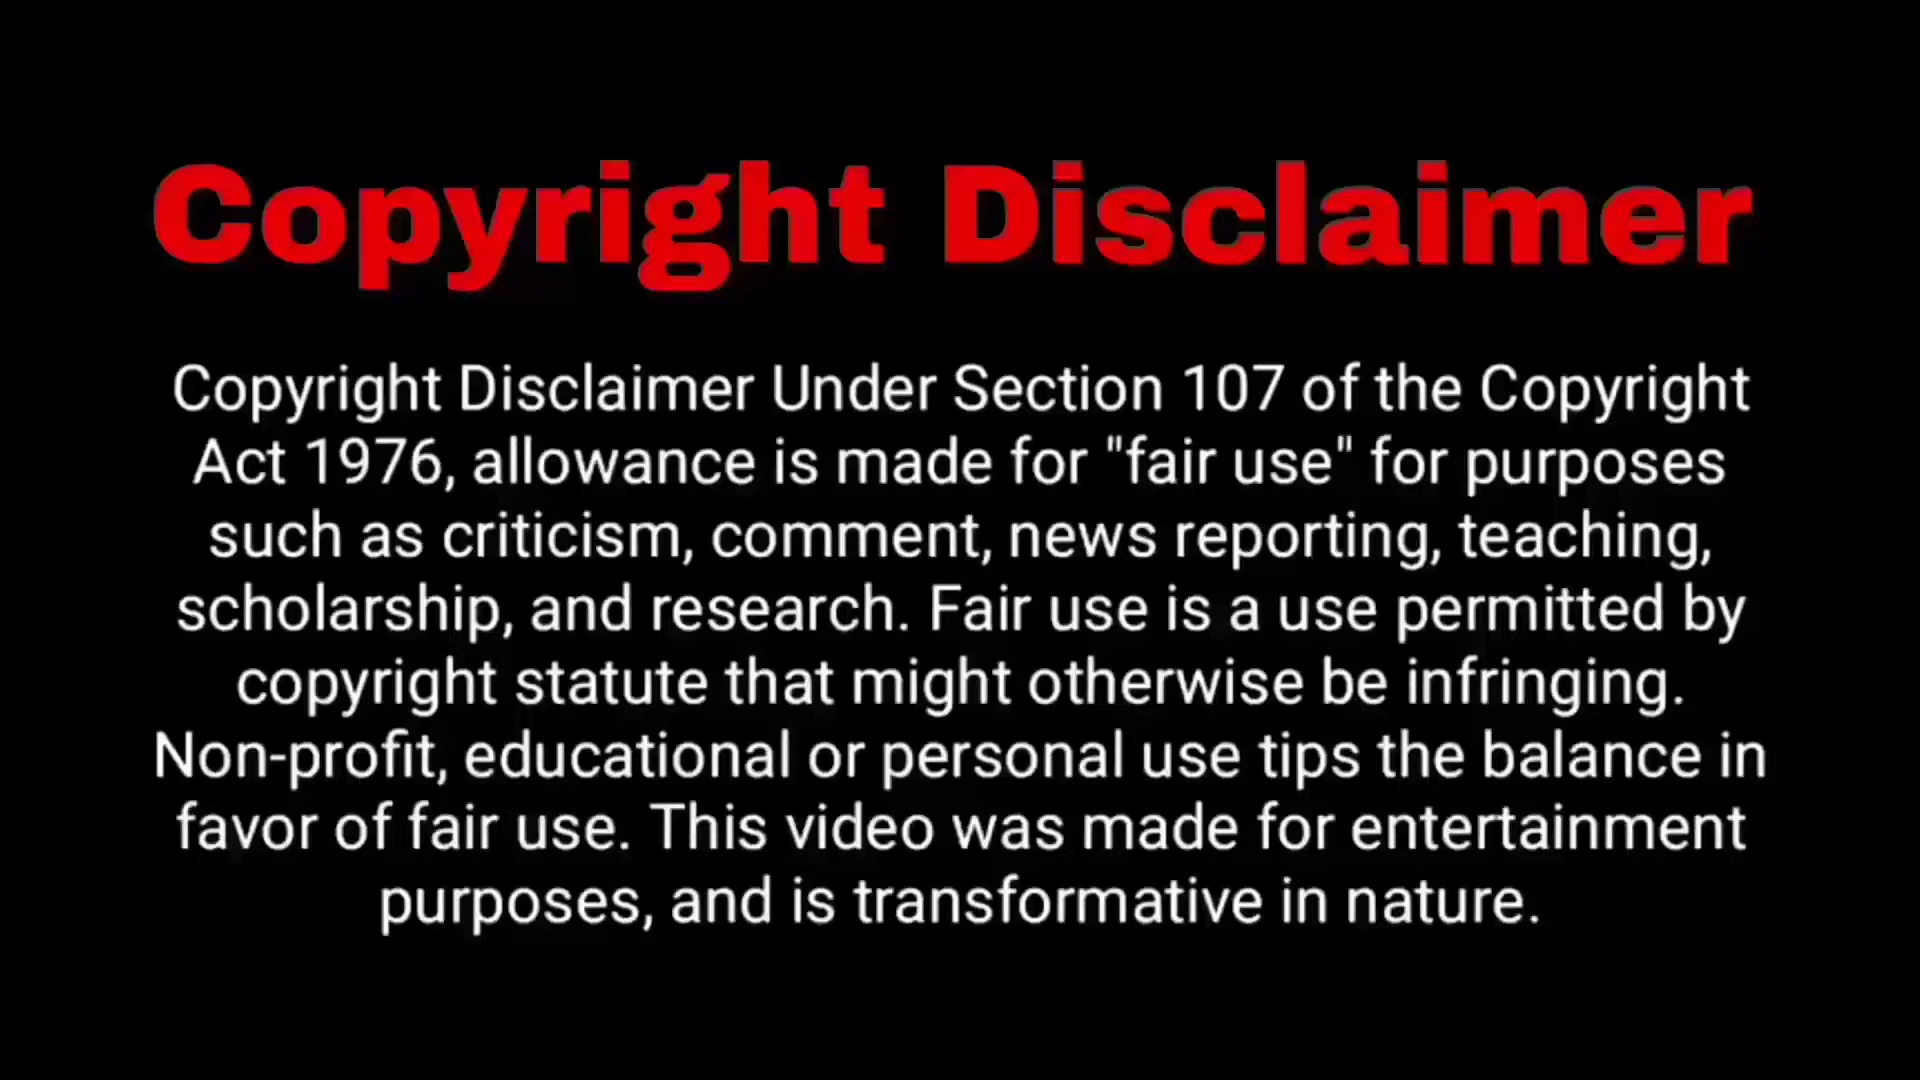 Copyright Disclaimer
Copyright Disclaimer Under Section 107 of the Copyright
Act 1976, allowance is made for "fair use" for purposes
such as criticism, comment, news reporting, teaching,
scholarship, and research. Fair use is a use permitted by
copyright statute that might otherwise be infringing.
Non-profit, educational or personal use tips the balance in
favor of fair use. This video was made for entertainment
purposes, and is transformative in nature.